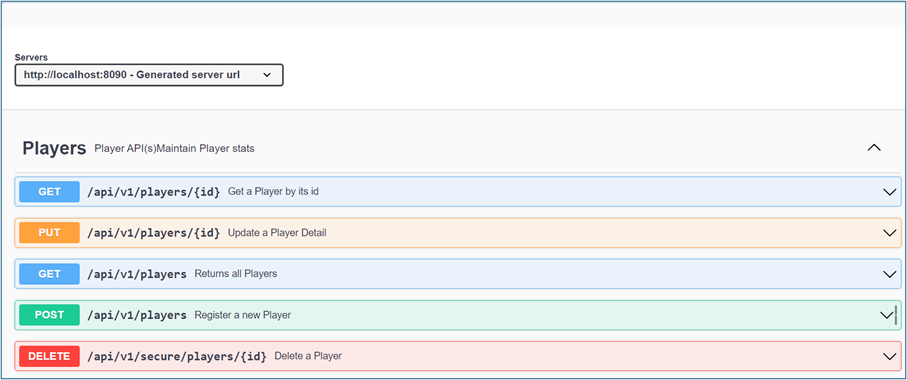 Servers
http://localhost:8090 - Generated server url
Players Player API(s)Maintain Player stats
GET /api/v1/players/{id} Get a Player by its id
PUT /api/v1/players/{id} Update a Player Detail
GET /api/v1/players Returns all Players
POST /api/v1/players Register a new Player
DELETE /api/v1/secure/players/{id} Delete a Player